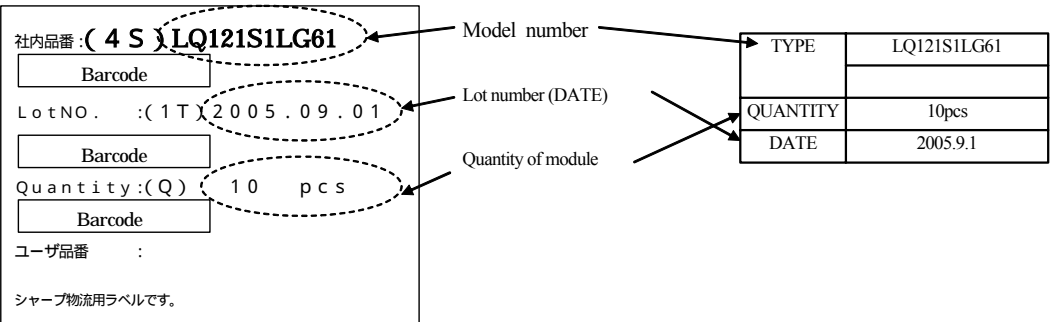 社内品番:(4S)LQ121S1LG61
Barcode
LotNO. :(1T)2005.09.01
Barcode
Quantity:(Q) 10 pcs
Barcode
ユーザ品番 :
シャープ物流用ラベルです。
Model number
Lot number (DATE)
Quantity of module
TYPE LQ121S1LG61
QUANTITY 10pcs
DATE 2005.9.1